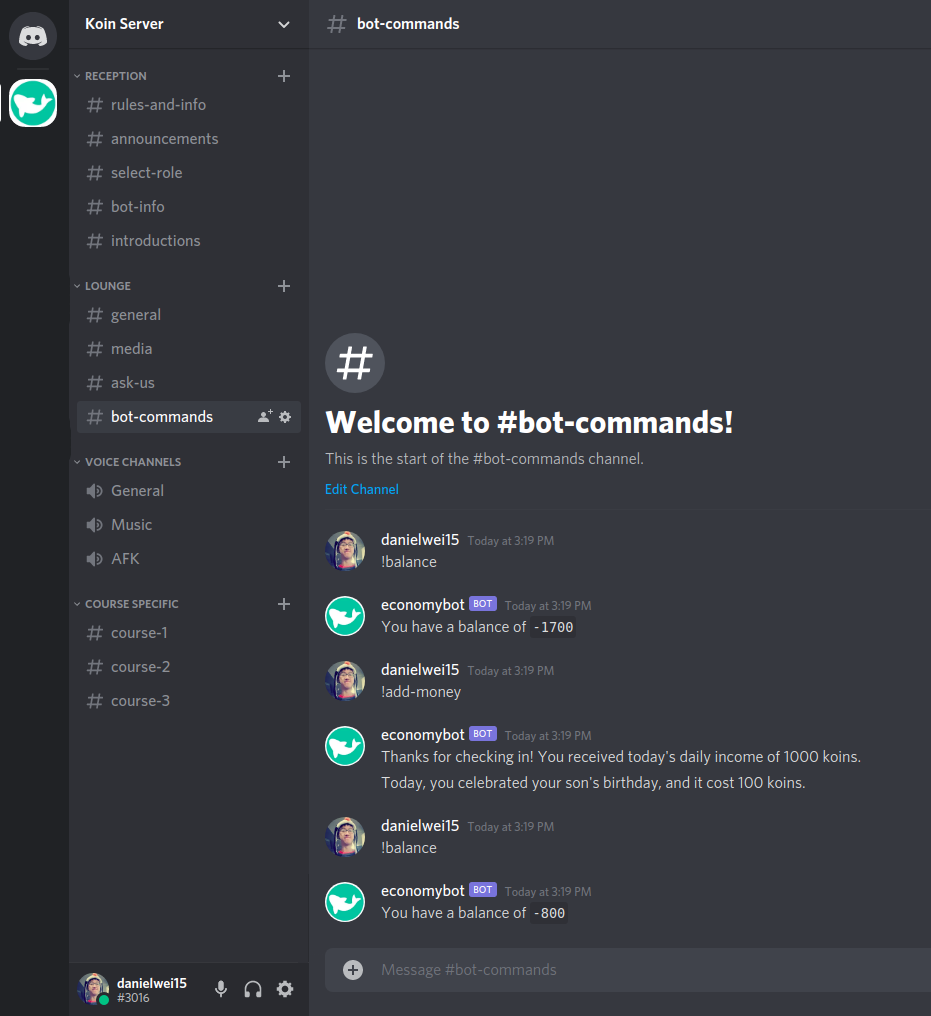 Koin Server
RECEPTION
# rules-and-info
# announcements
# select-role
# bot-info
# introductions
LOUNGE
# general
# media
# ask-us
# bot-commands
VOICE CHANNELS
General
Music
AFK
COURSE SPECIFIC
# course-1
# course-2
# course-3
danielwei15
#3016
# bot-commands
#
Welcome to #bot-commands!
This is the start of the #bot-commands channel.
Edit Channel
danielwei15 Today at 3:19 PM
!balance
economybot BOT Today at 3:19 PM
You have a balance of -1700
danielwei15 Today at 3:19 PM
!add-money
economybot BOT Today at 3:19 PM
Thanks for checking in! You received today's daily income of 1000 koins.
Today, you celebrated your son's birthday, and it cost 100 koins.
danielwei15 Today at 3:19 PM
!balance
economybot BOT Today at 3:19 PM
You have a balance of -800
Message #bot-commands